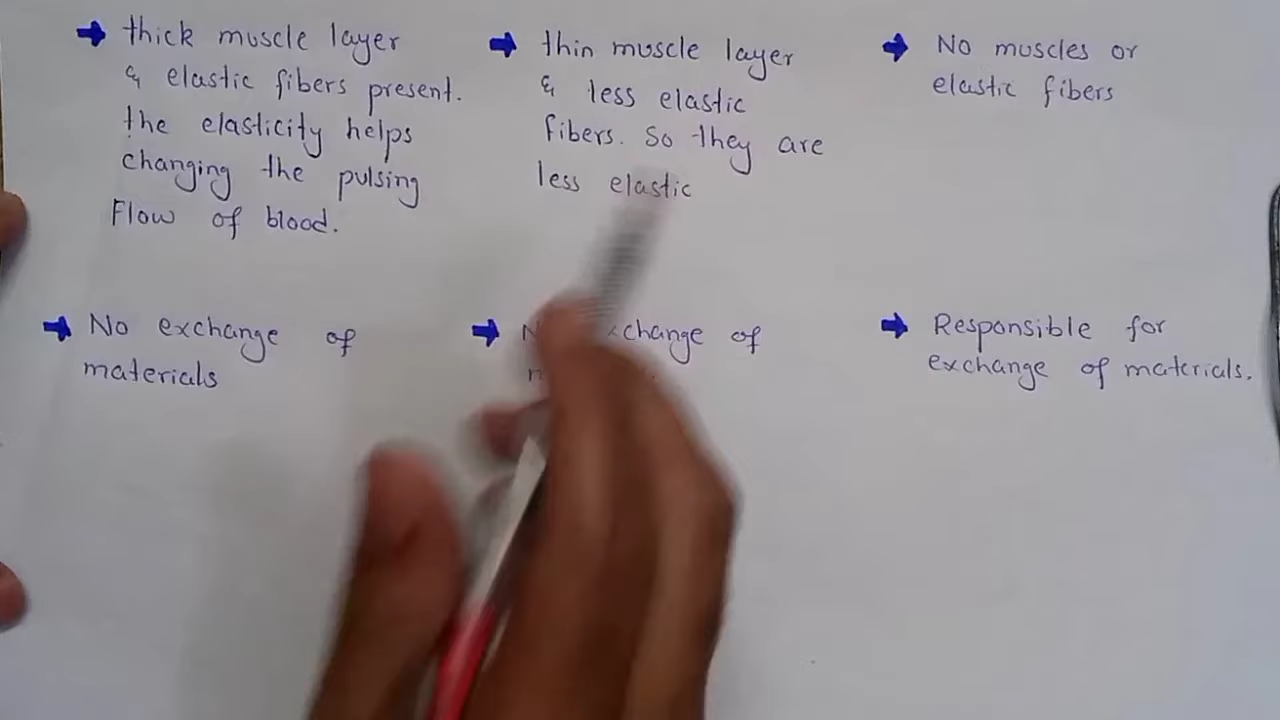 thick muscle layer
& elastic fibers present.
the elasticity helps
changing the pulsing
Flow of blood.
thin muscle layer
& less elastic
fibers. So they are
less elastic
No muscles or
elastic fibers
No exchange of
materials
change of
Responsible for
exchange of materials.